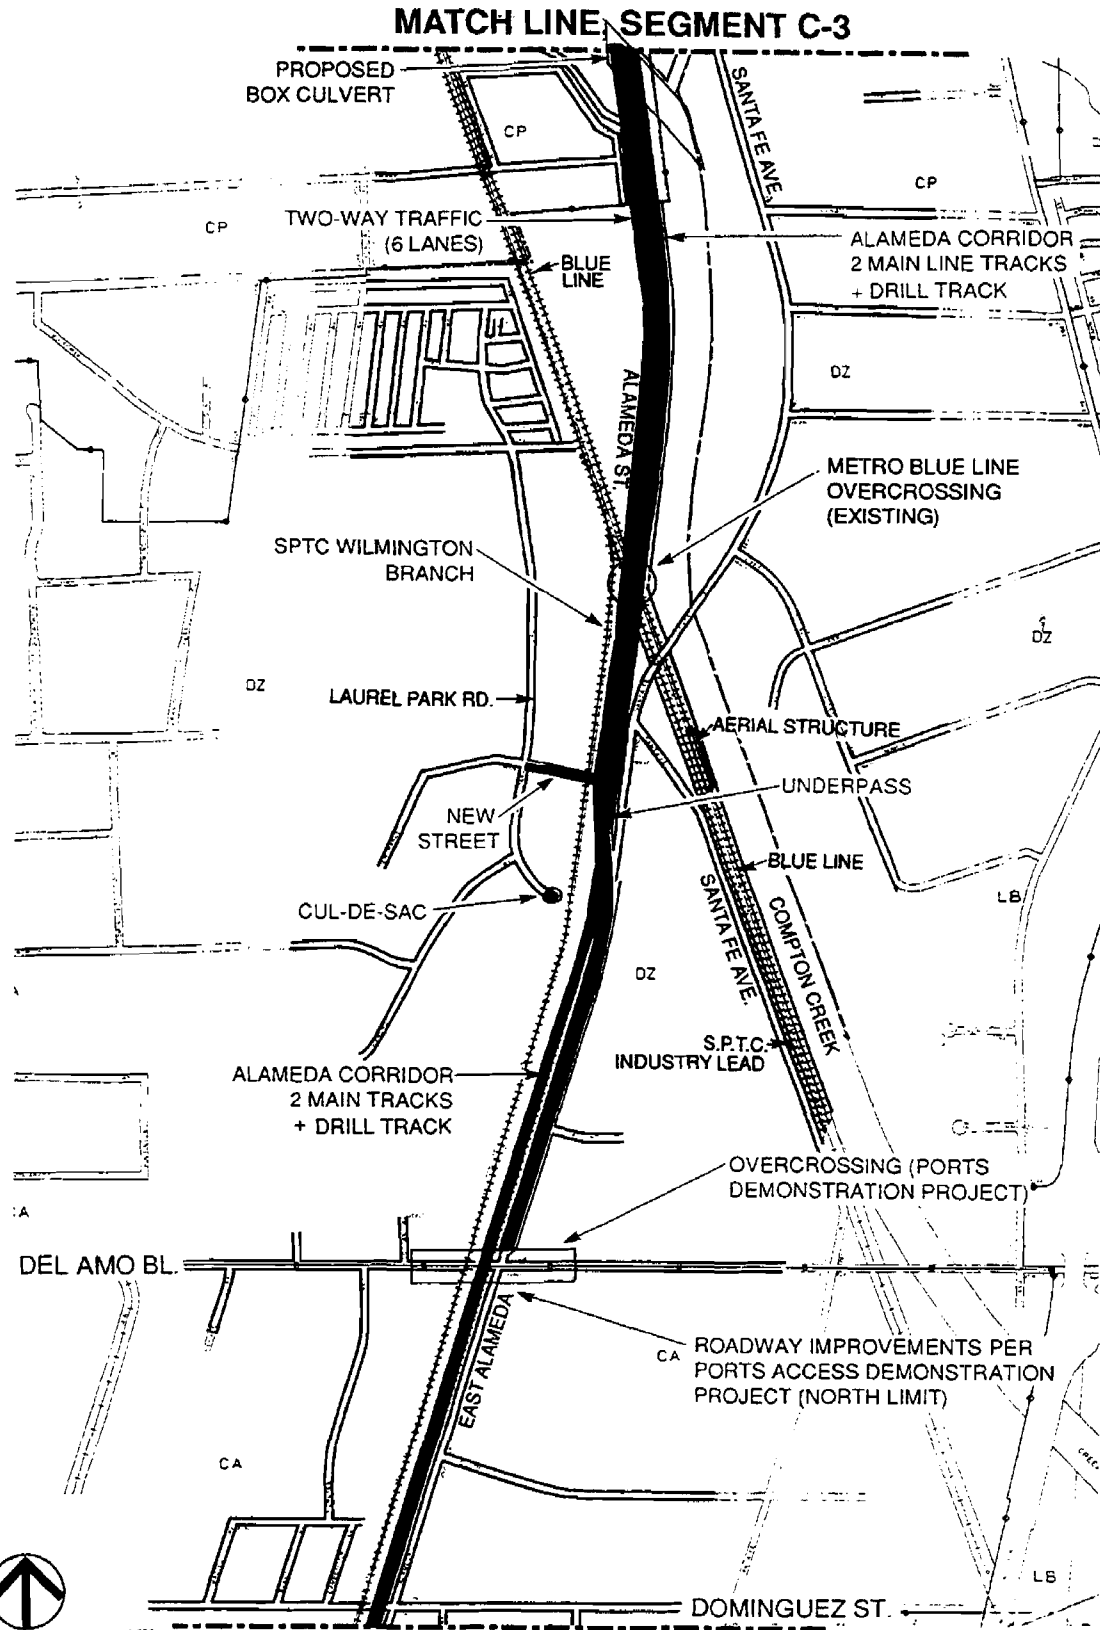 MATCH LINE SEGMENT C-3
PROPOSED
BOX CULVERT
SANTA FE AVE.
CP
CP
CP
TWO-WAY TRAFFIC
(6 LANES)
ALAMEDA CORRIDOR
2 MAIN LINE TRACKS
+ DRILL TRACK
BLUE
LINE
DZ
ALAMEDA ST.
METRO BLUE LINE
OVERCROSSING
(EXISTING)
SPTC WILMINGTON
BRANCH
DZ
DZ
LAUREL PARK RD.
AERIAL STRUCTURE
UNDERPASS
NEW
STREET
BLUE LINE
LB
CUL-DE-SAC
SANTA FE AVE.
COMPTON CREEK
DZ
S.P.T.C.
INDUSTRY LEAD
ALAMEDA CORRIDOR
2 MAIN TRACKS
+ DRILL TRACK
OVERCROSSING (PORTS
DEMONSTRATION PROJECT)
DEL AMO BL.
EAST ALAMEDA
CA
ROADWAY IMPROVEMENTS PER
PORTS ACCESS DEMONSTRATION
PROJECT (NORTH LIMIT)
CA
LB
DOMINGUEZ ST.